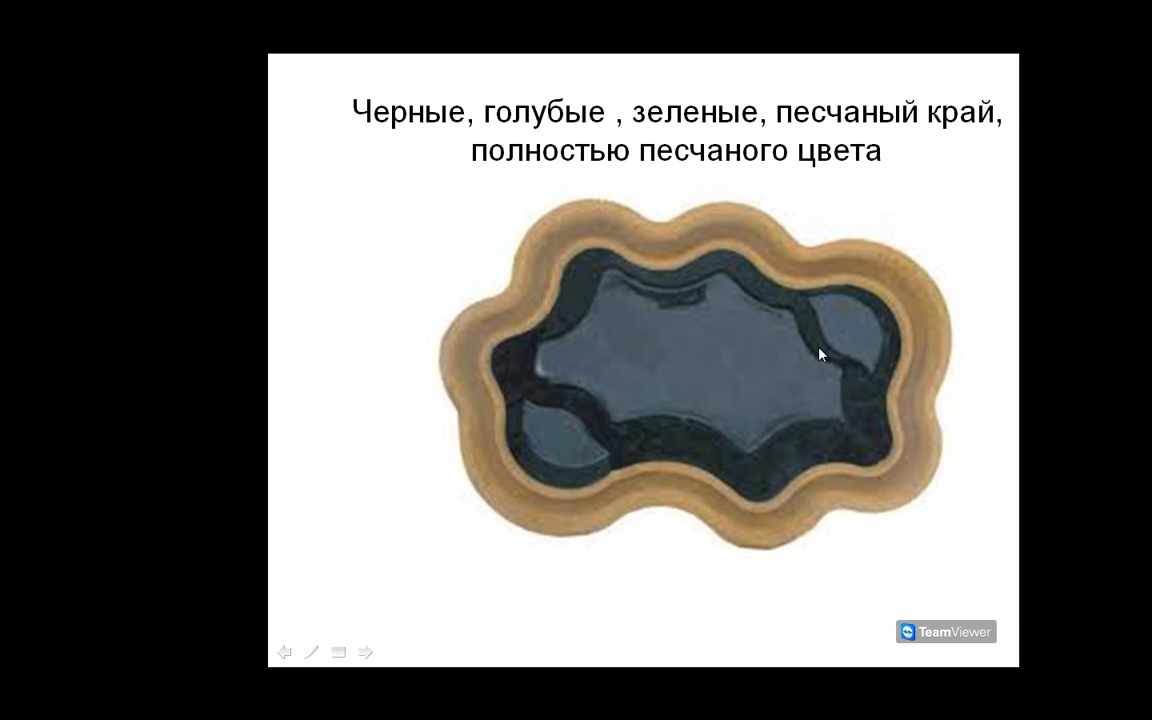 Черные, голубые , зеленые, песчаный край,
полностью песчаного цвета
TeamViewer